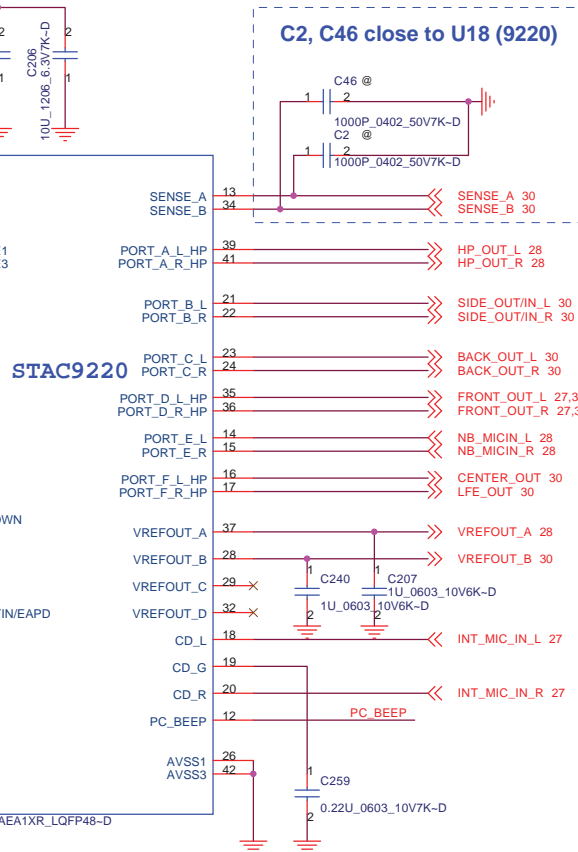 2
2
C206
10U_1206_6.3V7K~D
1
1
C2, C46 close to U18 (9220)
C46 @
1 2
1000P_0402_50V7K~D
C2 @
1 2
1000P_0402_50V7K~D
SENSE_A 13 SENSE_A 30
SENSE_B 34 SENSE_B 30
PORT_A_L_HP 39 HP_OUT_L 28
PORT_A_R_HP 41 HP_OUT_R 28
PORT_B_L 21 SIDE_OUT/IN_L 30
PORT_B_R 22 SIDE_OUT/IN_R 30
STAC9220
PORT_C_L 23 BACK_OUT_L 30
PORT_C_R 24 BACK_OUT_R 30
PORT_D_L_HP 35 FRONT_OUT_L 27,3
PORT_D_R_HP 36 FRONT_OUT_R 27,3
PORT_E_L 14 NB_MICIN_L 28
PORT_E_R 15 NB_MICIN_R 28
PORT_F_L_HP 16 CENTER_OUT 30
PORT_F_R_HP 17 LFE_OUT 30
OWN
VREFOUT_A 37 VREFOUT_A 28
VREFOUT_B 28 VREFOUT_B 30
1 1
C240 C207
VREFOUT_C 29
1U_0603_10V6K~D
1U_0603_10V6K~D
2 2
IN/EAPD
VREFOUT_D 32
CD_L 18 INT_MIC_IN_L 27
CD_G 19
CD_R 20 INT_MIC_IN_R 27
PC_BEEP 12 PC_BEEP
AVSS1 26
AVSS3 42
1
C259
0.22U_0603_10V7K~D
2
AEA1XR_LQFP48~D